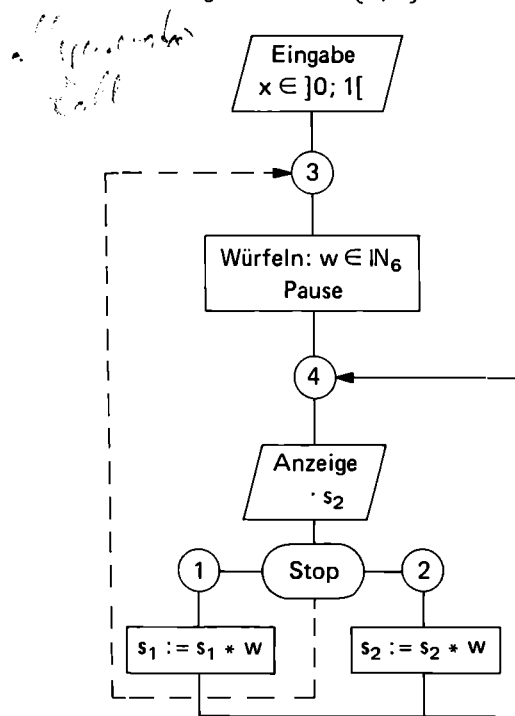 Eingabe
x ∈ ]0; 1[
3
Würfeln: w ∈ ℕ₆
Pause
4
Anzeige
· s₂
1
Stop
2
s₁ := s₁ * w
s₂ := s₂ * w